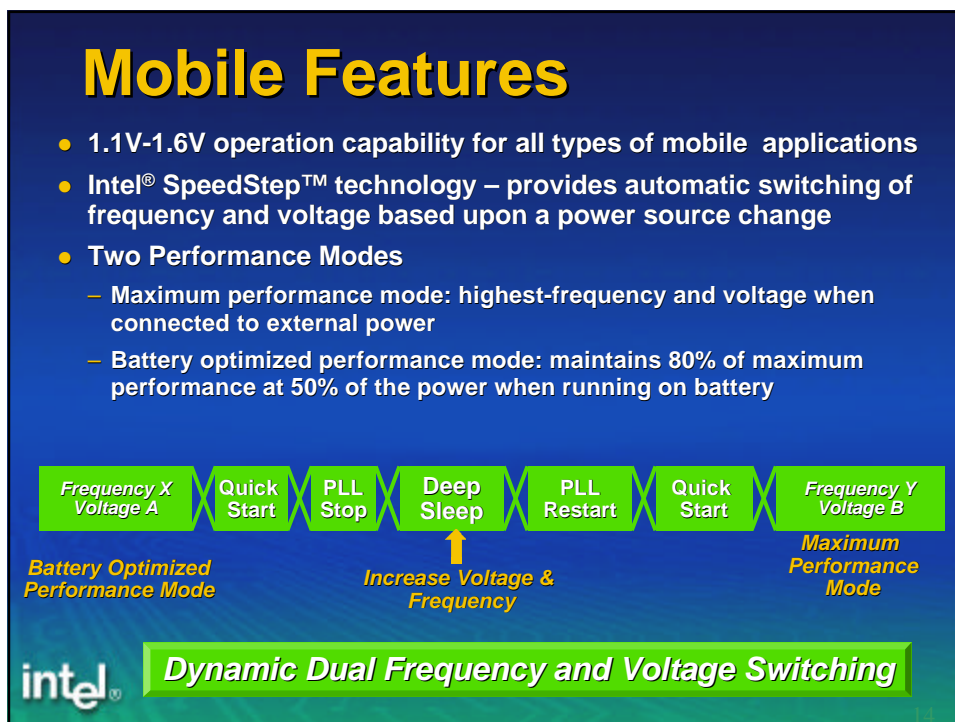 Mobile Features
● 1.1V-1.6V operation capability for all types of mobile applications
● Intel® SpeedStep™ technology – provides automatic switching of
frequency and voltage based upon a power source change
● Two Performance Modes
– Maximum performance mode: highest-frequency and voltage when
connected to external power
– Battery optimized performance mode: maintains 80% of maximum
performance at 50% of the power when running on battery
Frequency X
Voltage A
Quick
Start
PLL
Stop
Deep
Sleep
PLL
Restart
Quick
Start
Frequency Y
Voltage B
Battery Optimized
Performance Mode
Increase Voltage &
Frequency
Maximum
Performance
Mode
Dynamic Dual Frequency and Voltage Switching
intel®
14